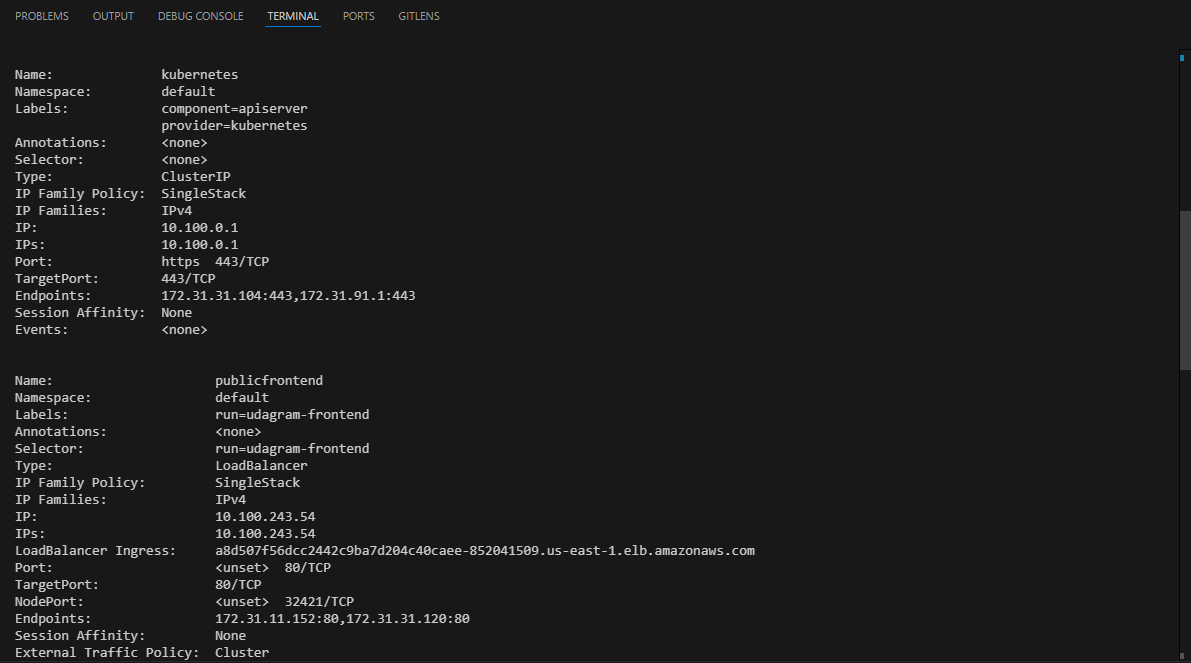 PROBLEMS OUTPUT DEBUG CONSOLE TERMINAL PORTS GITLENS
Name: kubernetes
Namespace: default
Labels: component=apiserver
provider=kubernetes
Annotations: <none>
Selector: <none>
Type: ClusterIP
IP Family Policy: SingleStack
IP Families: IPv4
IP: 10.100.0.1
IPs: 10.100.0.1
Port: https 443/TCP
TargetPort: 443/TCP
Endpoints: 172.31.31.104:443,172.31.91.1:443
Session Affinity: None
Events: <none>
Name: publicfrontend
Namespace: default
Labels: run=udagram-frontend
Annotations: <none>
Selector: run=udagram-frontend
Type: LoadBalancer
IP Family Policy: SingleStack
IP Families: IPv4
IP: 10.100.243.54
IPs: 10.100.243.54
LoadBalancer Ingress: a8d507f56dcc2442c9ba7d204c40caee-852041509.us-east-1.elb.amazonaws.com
Port: <unset> 80/TCP
TargetPort: 80/TCP
NodePort: <unset> 32421/TCP
Endpoints: 172.31.11.152:80,172.31.31.120:80
Session Affinity: None
External Traffic Policy: Cluster